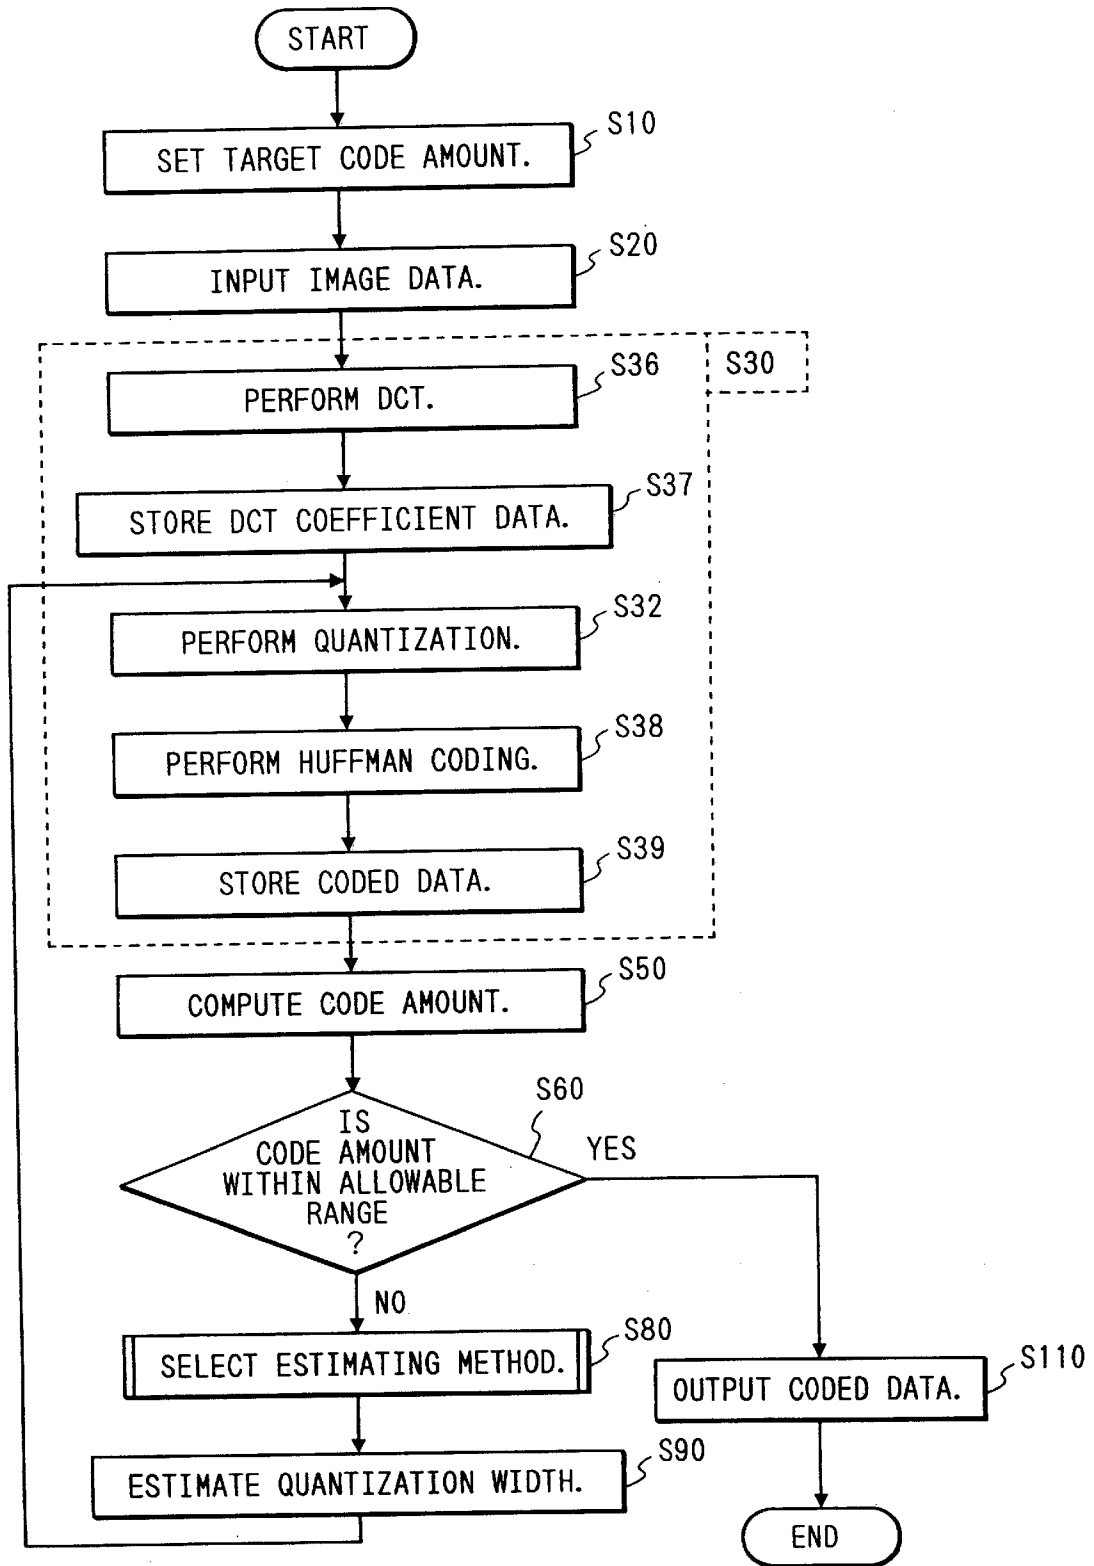 START
S10
SET TARGET CODE AMOUNT.
S20
INPUT IMAGE DATA.
S30
S36
PERFORM DCT.
S37
STORE DCT COEFFICIENT DATA.
S32
PERFORM QUANTIZATION.
S38
PERFORM HUFFMAN CODING.
S39
STORE CODED DATA.
S50
COMPUTE CODE AMOUNT.
S60
IS
CODE AMOUNT
WITHIN ALLOWABLE
RANGE
?
YES
NO
S80
SELECT ESTIMATING METHOD.
S110
OUTPUT CODED DATA.
S90
ESTIMATE QUANTIZATION WIDTH.
END